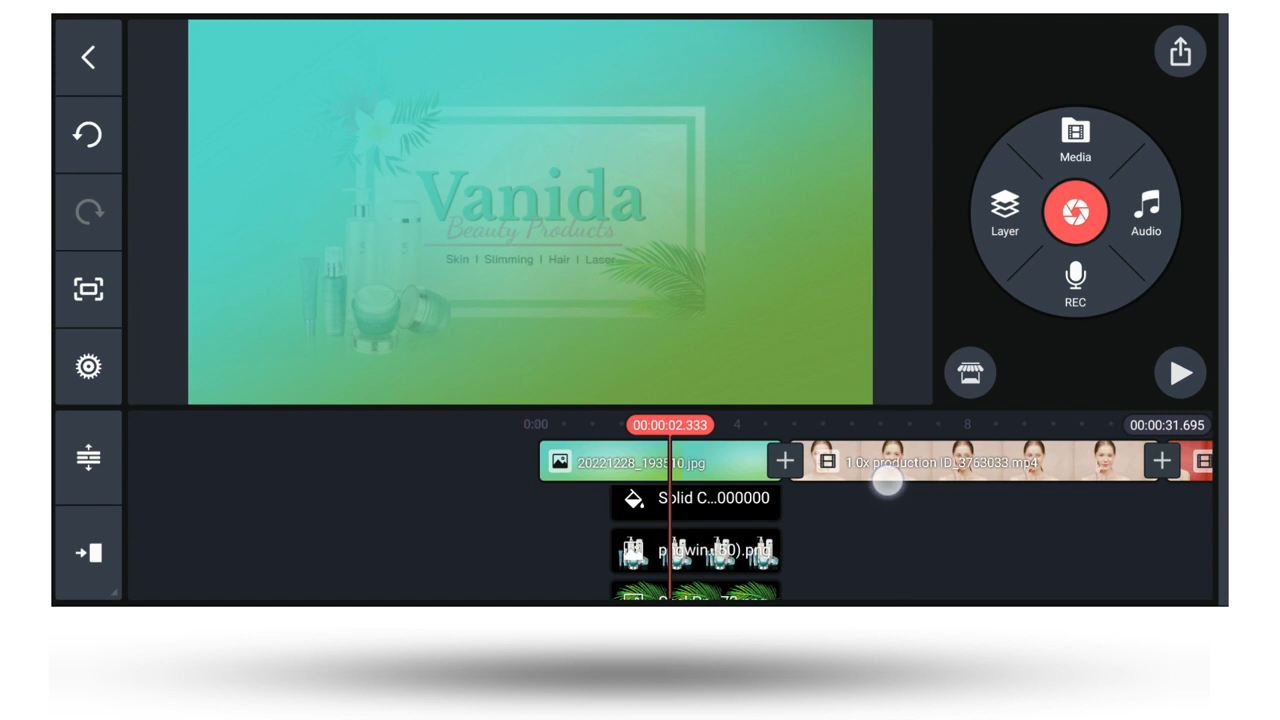 Vanida
Beauty Products
Skin I Slimming I Hair I Laser
Media
Layer
Audio
REC
0:00
00:00:02.333
4
8
00:00:31.695
20221228_193510.jpg
1.0x production ID_3763033.mp4
Solid C...000000